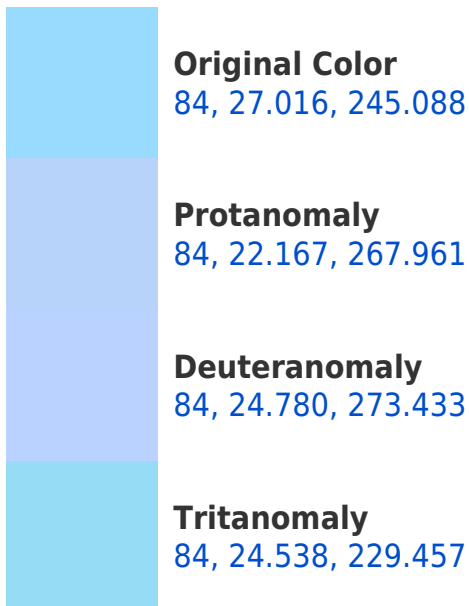 Original Color
84, 27.016, 245.088
Protanomaly
84, 22.167, 267.961
Deuteranomaly
84, 24.780, 273.433
Tritanomaly
84, 24.538, 229.457